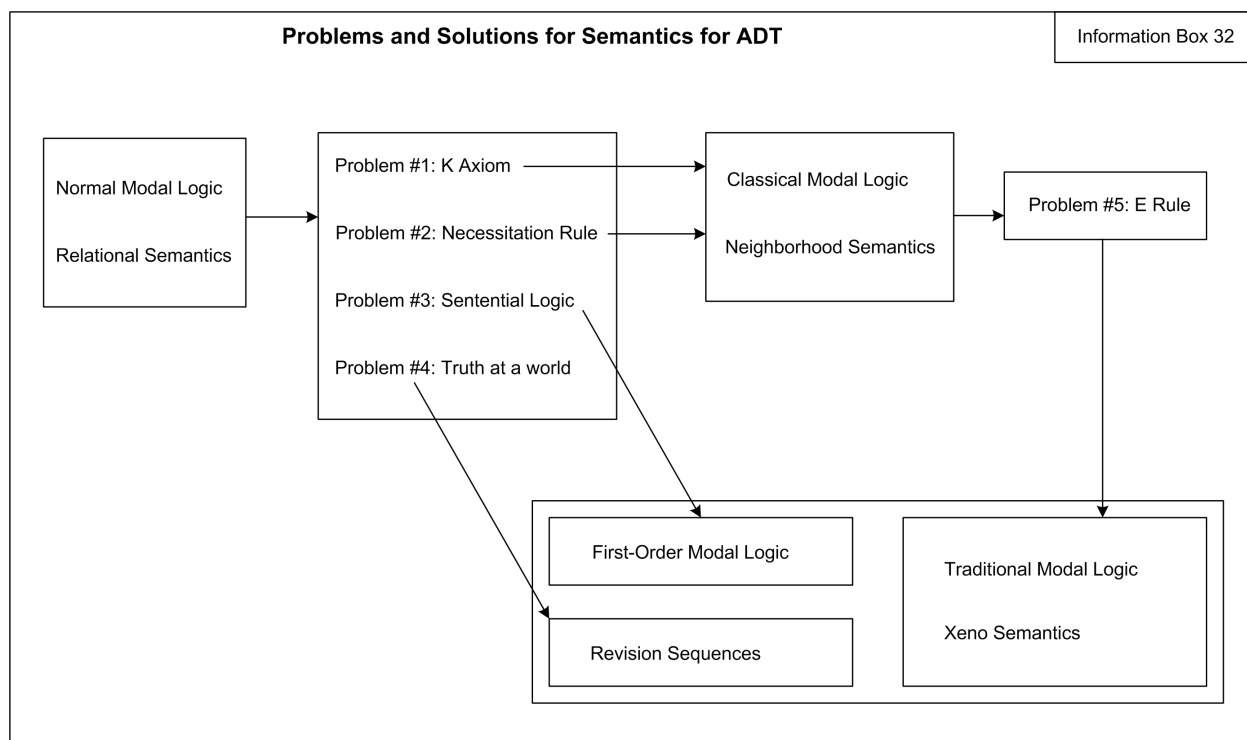 Problems and Solutions for Semantics for ADT
Information Box 32
Normal Modal Logic
Relational Semantics
Problem #1: K Axiom
Problem #2: Necessitation Rule
Problem #3: Sentential Logic
Problem #4: Truth at a world
Classical Modal Logic
Neighborhood Semantics
Problem #5: E Rule
First-Order Modal Logic
Revision Sequences
Traditional Modal Logic
Xeno Semantics